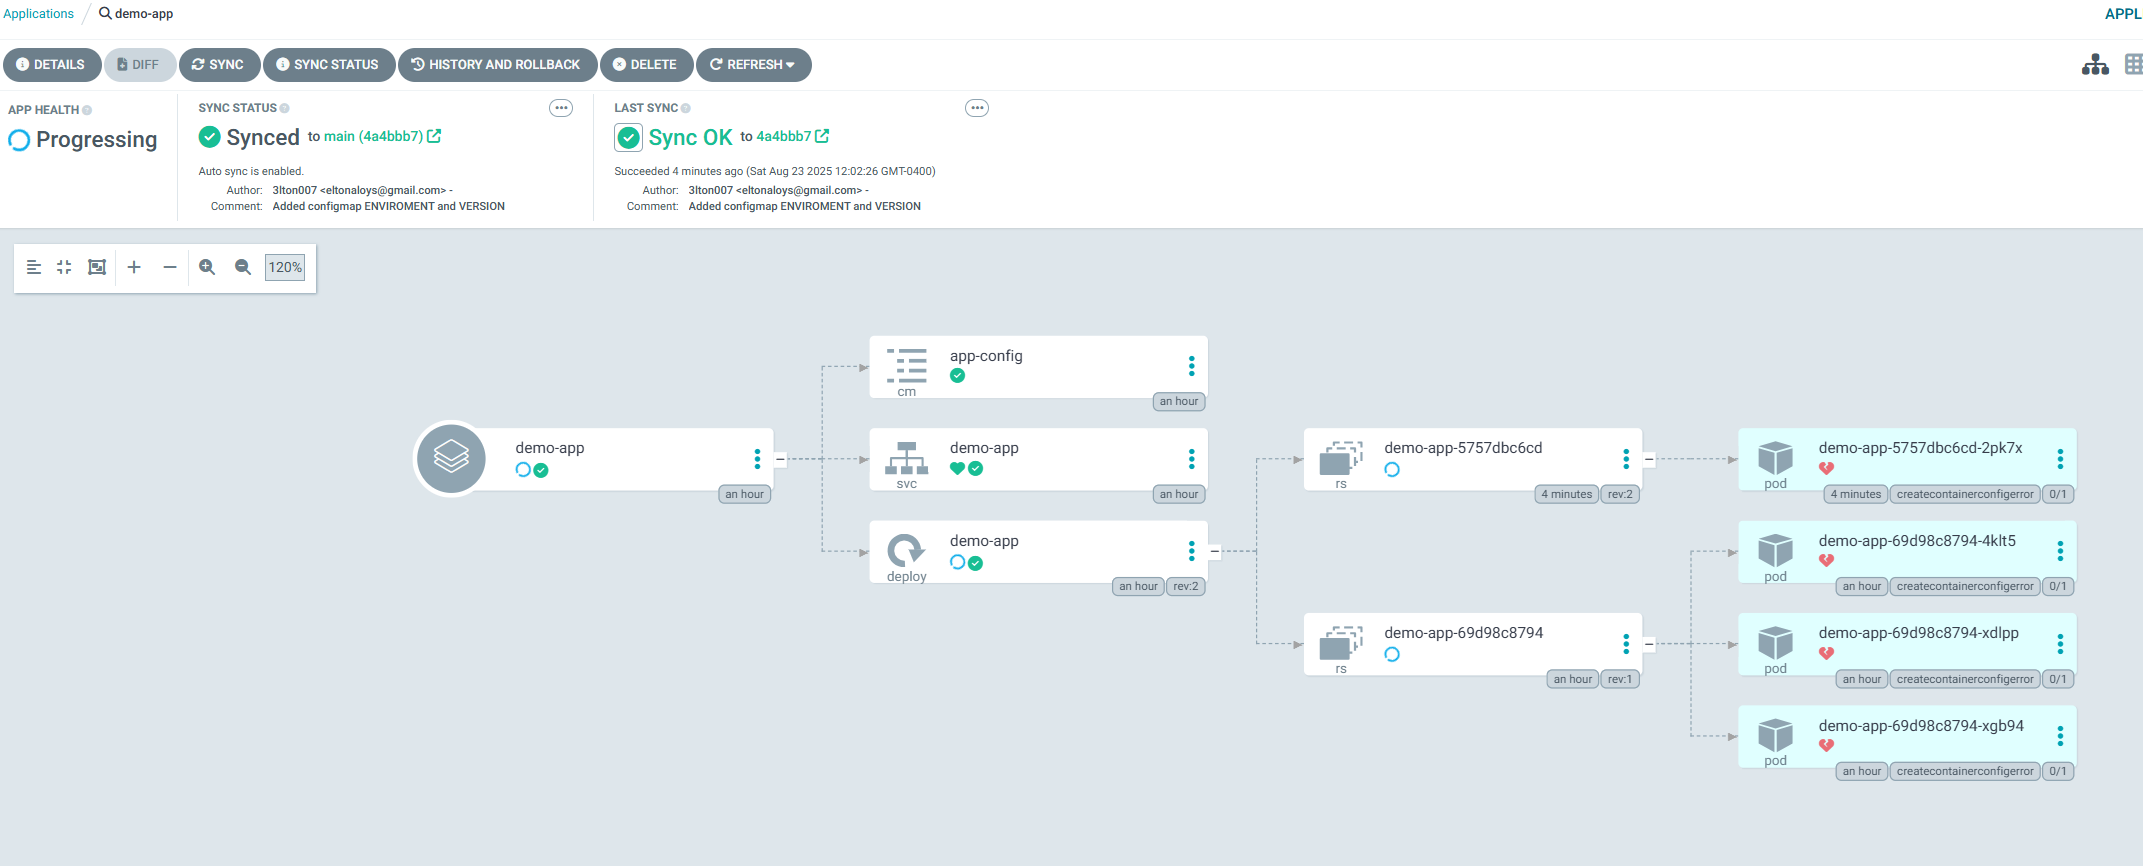 Applications / demo-app
APPL
DETAILS DIFF SYNC SYNC STATUS HISTORY AND ROLLBACK DELETE REFRESH
APP HEALTH
Progressing
SYNC STATUS
Synced to main (4a4bbb7)
Auto sync is enabled.
Author: 3lton007 <eltonaloys@gmail.com> -
Comment: Added configmap ENVIROMENT and VERSION
LAST SYNC
Sync OK to 4a4bbb7
Succeeded 4 minutes ago (Sat Aug 23 2025 12:02:26 GMT-0400)
Author: 3lton007 <eltonaloys@gmail.com> -
Comment: Added configmap ENVIROMENT and VERSION
120%
demo-app
an hour
app-config
cm
an hour
demo-app
svc
an hour
demo-app
deploy
an hour rev:2
demo-app-5757dbc6cd
rs
4 minutes rev:2
demo-app-69d98c8794
rs
an hour rev:1
demo-app-5757dbc6cd-2pk7x
pod
4 minutes createcontainerconfigerror 0/1
demo-app-69d98c8794-4klt5
pod
an hour createcontainerconfigerror 0/1
demo-app-69d98c8794-xdlpp
pod
an hour createcontainerconfigerror 0/1
demo-app-69d98c8794-xgb94
pod
an hour createcontainerconfigerror 0/1